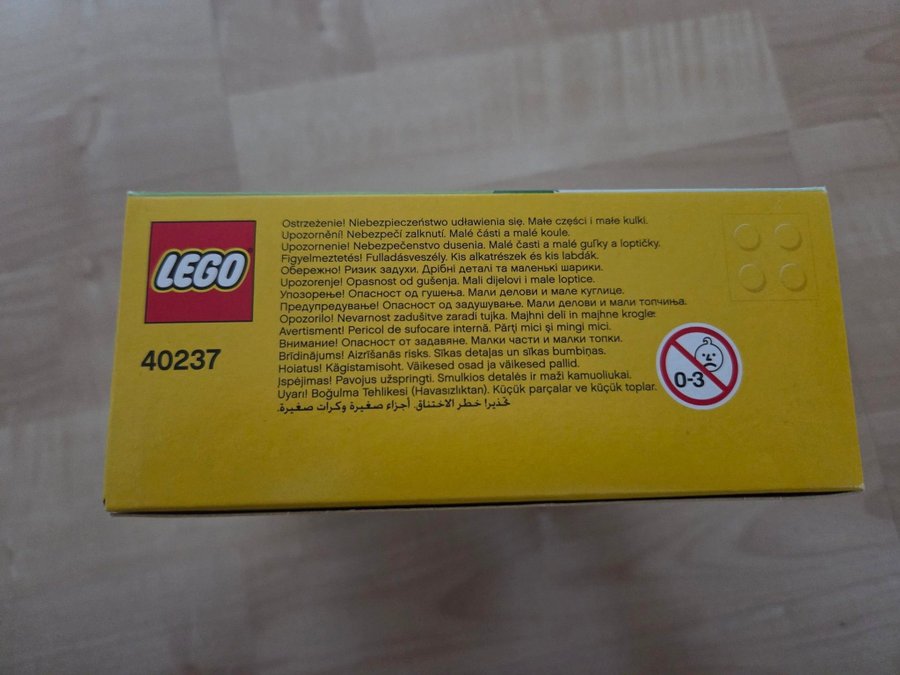 LEGO
40237
Ostrzeżenie! Niebezpieczeństwo udławienia się. Małe części i małe kulki.
Upozornění! Nebezpečí zalknutí. Malé části a malé koule.
Upozornenie! Nebezpečenstvo dusenia. Malé časti a malé guľky a loptičky.
Figyelmeztetés! Fulladásveszély. Kis alkatrészek és kis labdák.
Обережно! Ризик задухи. Дрібні деталі та маленькі шарики.
Upozorenje! Opasnost od gušenja. Mali dijelovi i male loptice.
Упозорење! Опасност од гушења. Мали делови и мале куглице.
Предупредување! Опасност од задушување. Мали делови и мали топчиња.
Opozorilo! Nevarnost zadušitve zaradi tujka. Majhni deli in majhne krogle.
Avertisment! Pericol de sufocare internă. Părţi mici şi mingi mici.
Внимание! Опасност от задавяне. Малки части и малки топки.
Brīdinājums! Aizrīšanās risks. Sīkas detaļas un sīkas bumbiņas.
Hoiatus! Kägistamisoht. Väikesed osad ja väikesed pallid.
Įspėjimas! Pavojus užspringti. Smulkios detalės ir maži kamuoliukai.
Uyarı! Boğulma Tehlikesi (Havasızlıktan). Küçük parçalar ve küçük toplar.
تحذير! خطر الاختناق. أجزاء صغيرة وكرات صغيرة.
0-3